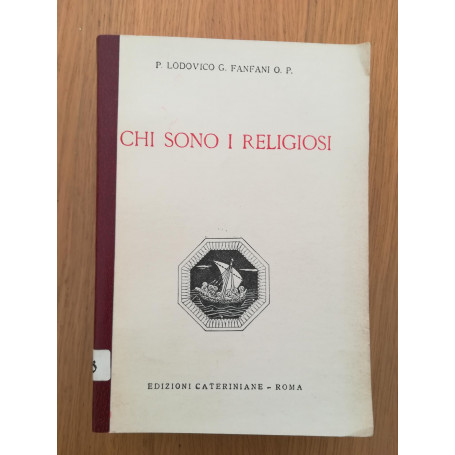 P. LODOVICO G. FANFANI O. P.
CHI SONO I RELIGIOSI
EDIZIONI CATERINIANE - ROMA